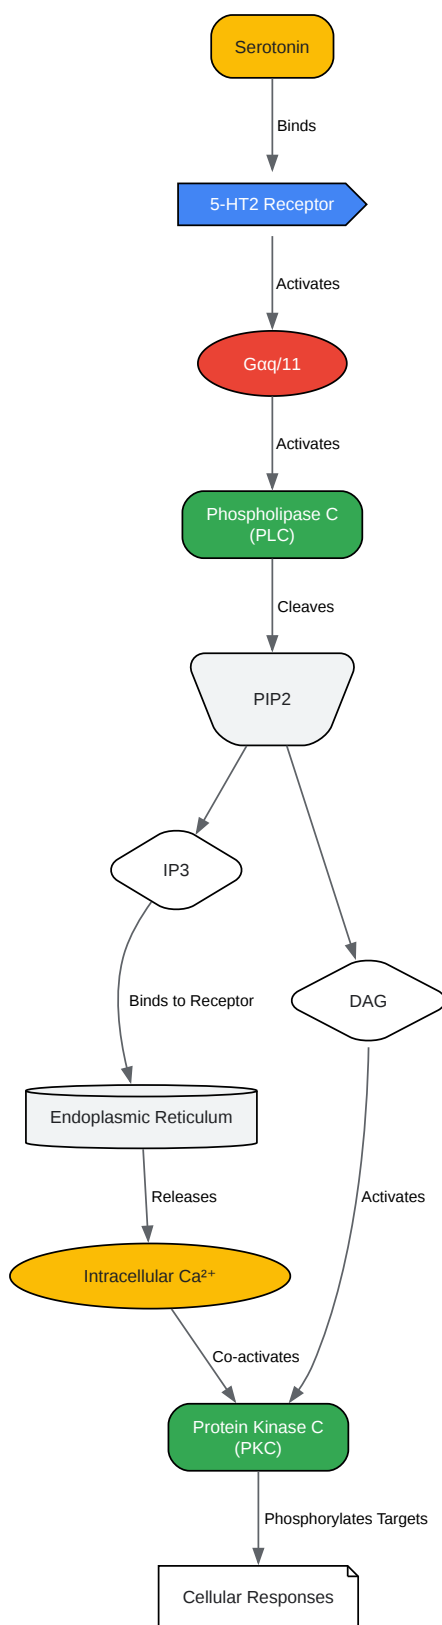 Serotonin
Binds
5-HT2 Receptor
Activates
Gαq/11
Activates
Phospholipase C
(PLC)
Cleaves
PIP2
IP3
DAG
Binds to Receptor
Endoplasmic Reticulum
Releases
Activates
Intracellular Ca²⁺
Co-activates
Protein Kinase C
(PKC)
Phosphorylates Targets
Cellular Responses